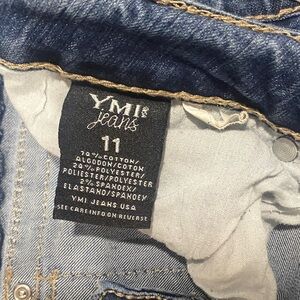 YMI
jeans
11
70% COTTON/
ALGODON/COTON
28% POLYESTER/
POLIESTER/POLYESTER
2% SPANDEX/
ELASTANO/SPANDEX
YMI JEANS USA
SEE CARE INFO ON REVERSE